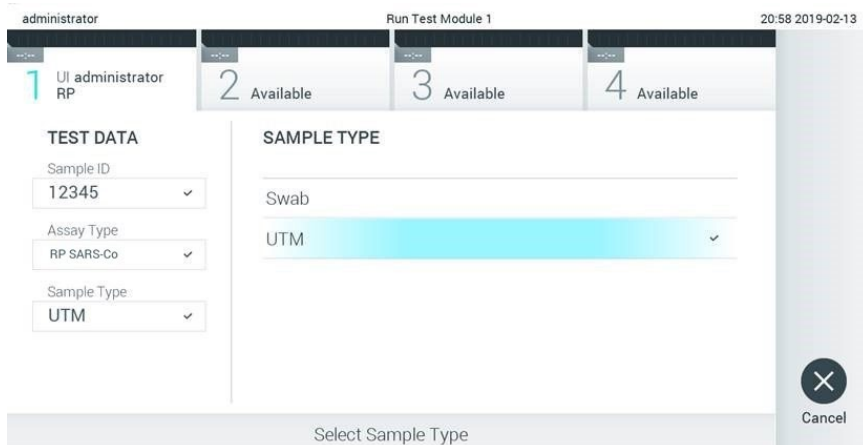 administrator
Run Test Module 1
20:58 2019-02-13
--:--
--:--
--:--
--:--
1 UI administrator
RP
2 Available
3 Available
4 Available
TEST DATA
Sample ID
12345
Assay Type
RP SARS-Co
Sample Type
UTM
SAMPLE TYPE
Swab
UTM
Cancel
Select Sample Type